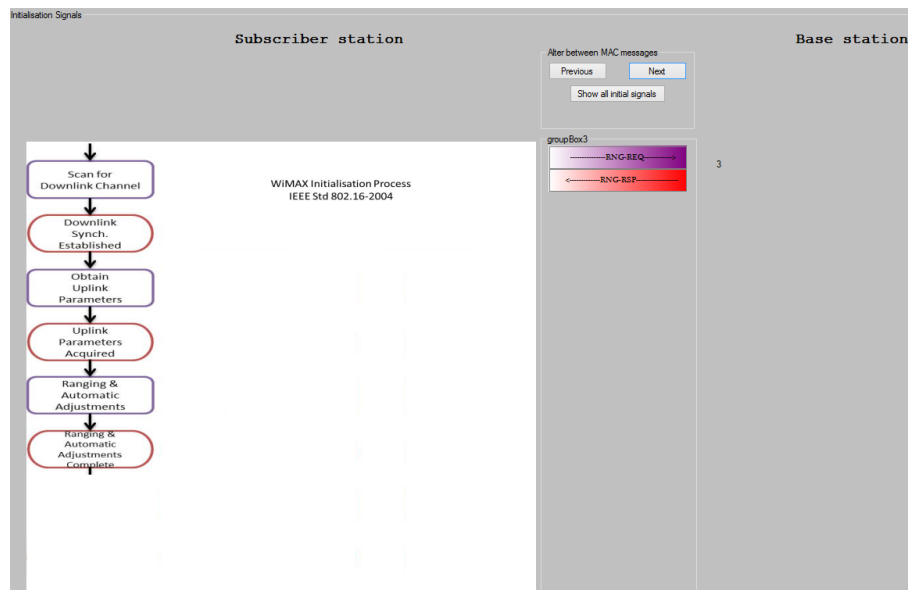 Initialisation Signals
Subscriber station
Base station
Alter between MAC messages
Previous
Next
Show all initial signals
groupBox3
------------RNG-REQ----------->
<------------RNG-RSP--------------
3
Scan for
Downlink Channel
Downlink
Synch.
Established
Obtain
Uplink
Parameters
Uplink
Parameters
Acquired
Ranging &
Automatic
Adjustments
Ranging &
Automatic
Adjustments
Complete
WiMAX Initialisation Process
IEEE Std 802.16-2004